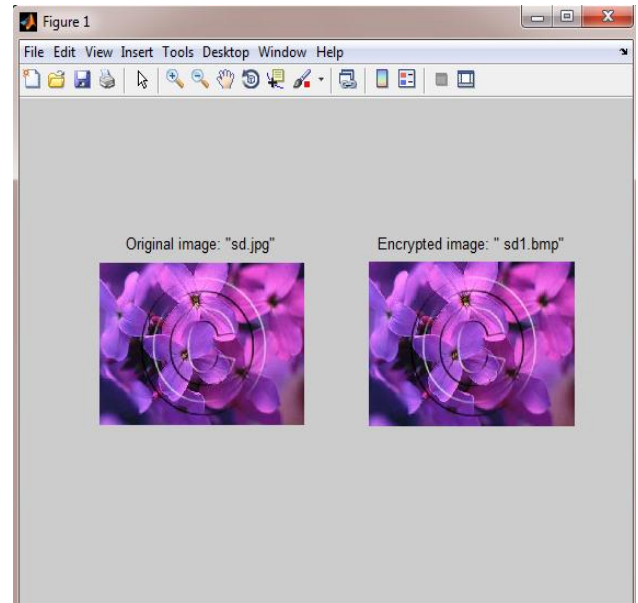 Figure 1
File Edit View Insert Tools Desktop Window Help
Original image: "sd.jpg"
Encrypted image: " sd1.bmp"
C
C